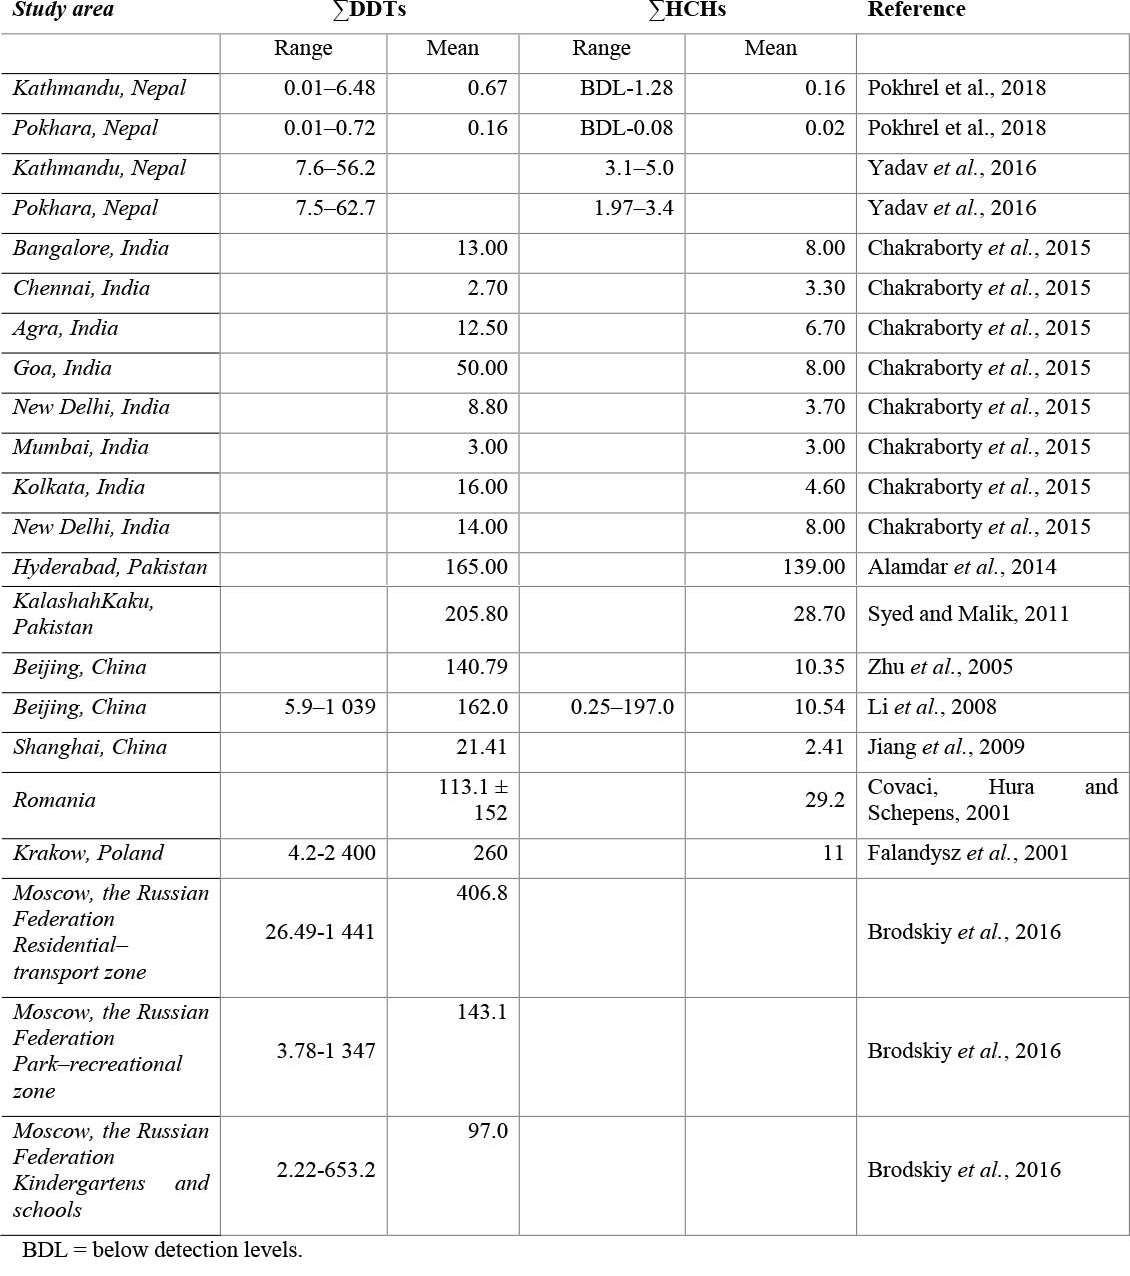 Study area ∑DDTs ∑HCHs Reference
Range Mean Range Mean
Kathmandu, Nepal 0.01–6.48 0.67 BDL-1.28 0.16 Pokhrel et al., 2018
Pokhara, Nepal 0.01–0.72 0.16 BDL-0.08 0.02 Pokhrel et al., 2018
Kathmandu, Nepal 7.6–56.2 3.1–5.0 Yadav et al., 2016
Pokhara, Nepal 7.5–62.7 1.97–3.4 Yadav et al., 2016
Bangalore, India 13.00 8.00 Chakraborty et al., 2015
Chennai, India 2.70 3.30 Chakraborty et al., 2015
Agra, India 12.50 6.70 Chakraborty et al., 2015
Goa, India 50.00 8.00 Chakraborty et al., 2015
New Delhi, India 8.80 3.70 Chakraborty et al., 2015
Mumbai, India 3.00 3.00 Chakraborty et al., 2015
Kolkata, India 16.00 4.60 Chakraborty et al., 2015
New Delhi, India 14.00 8.00 Chakraborty et al., 2015
Hyderabad, Pakistan 165.00 139.00 Alamdar et al., 2014
KalashahKaku,
Pakistan 205.80 28.70 Syed and Malik, 2011
Beijing, China 140.79 10.35 Zhu et al., 2005
Beijing, China 5.9–1 039 162.0 0.25–197.0 10.54 Li et al., 2008
Shanghai, China 21.41 2.41 Jiang et al., 2009
Romania 113.1 ±
152 29.2 Covaci, Hura and
Schepens, 2001
Krakow, Poland 4.2-2 400 260 11 Falandysz et al., 2001
Moscow, the Russian 406.8
Federation
Residential–
transport zone 26.49-1 441 Brodskiy et al., 2016
Moscow, the Russian 143.1
Federation
Park–recreational
zone 3.78-1 347 Brodskiy et al., 2016
Moscow, the Russian 97.0
Federation
Kindergartens and
schools 2.22-653.2 Brodskiy et al., 2016
BDL = below detection levels.